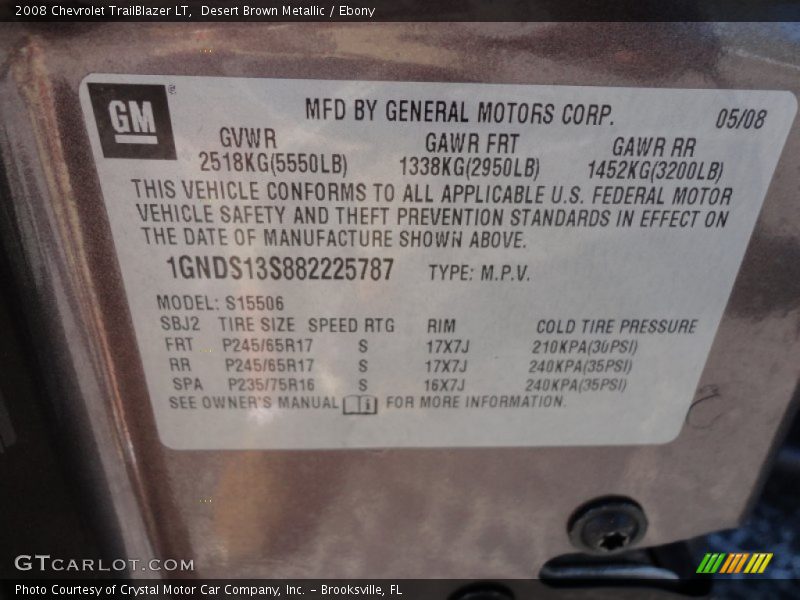 2008 Chevrolet TrailBlazer LT,  Desert Brown Metallic / Ebony
GM ®
MFD BY GENERAL MOTORS CORP. 05/08
GVWR GAWR FRT GAWR RR
2518KG(5550LB) 1338KG(2950LB) 1452KG(3200LB)
THIS VEHICLE CONFORMS TO ALL APPLICABLE U.S. FEDERAL MOTOR
VEHICLE SAFETY AND THEFT PREVENTION STANDARDS IN EFFECT ON
THE DATE OF MANUFACTURE SHOWN ABOVE.
1GNDS13S882225787 TYPE: M.P.V.
MODEL: S15506
SBJ2 TIRE SIZE SPEED RTG RIM COLD TIRE PRESSURE
FRT P245/65R17 S 17X7J 210KPA(30PSI)
RR P245/65R17 S 17X7J 240KPA(35PSI)
SPA P235/75R16 S 16X7J 240KPA(35PSI)
SEE OWNER'S MANUAL FOR MORE INFORMATION.
GTCARLOT.COM
Photo Courtesy of Crystal Motor Car Company, Inc. – Brooksville, FL